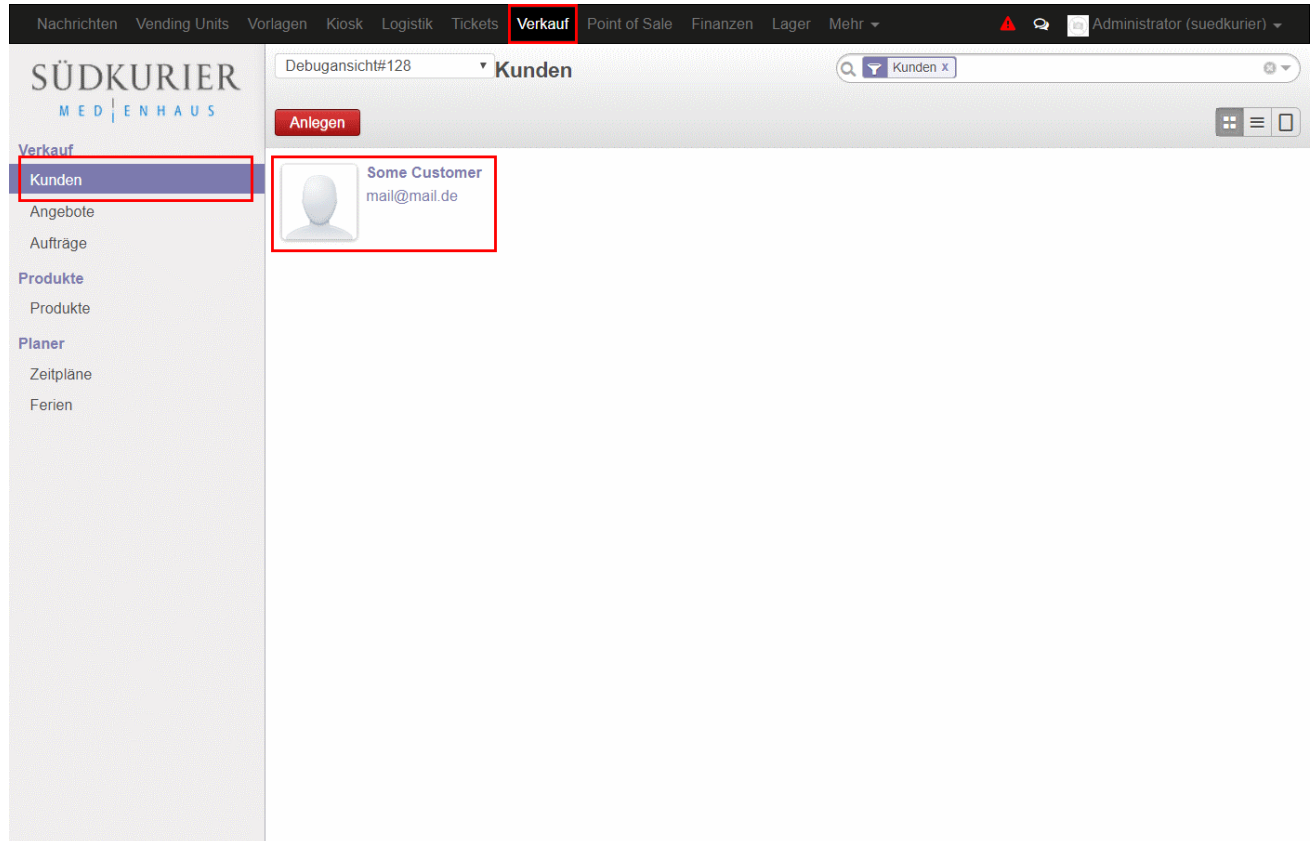 Nachrichten Vending Units Vorlagen Kiosk Logistik Tickets Verkauf Point of Sale Finanzen Lager Mehr Administrator (suedkurier)
SÜDKURIER
MEDIENHAUS
Debugansicht#128 Kunden
Kunden x
Anlegen
Verkauf
Kunden
Angebote
Aufträge
Produkte
Produkte
Planer
Zeitpläne
Ferien
Some Customer
mail@mail.de